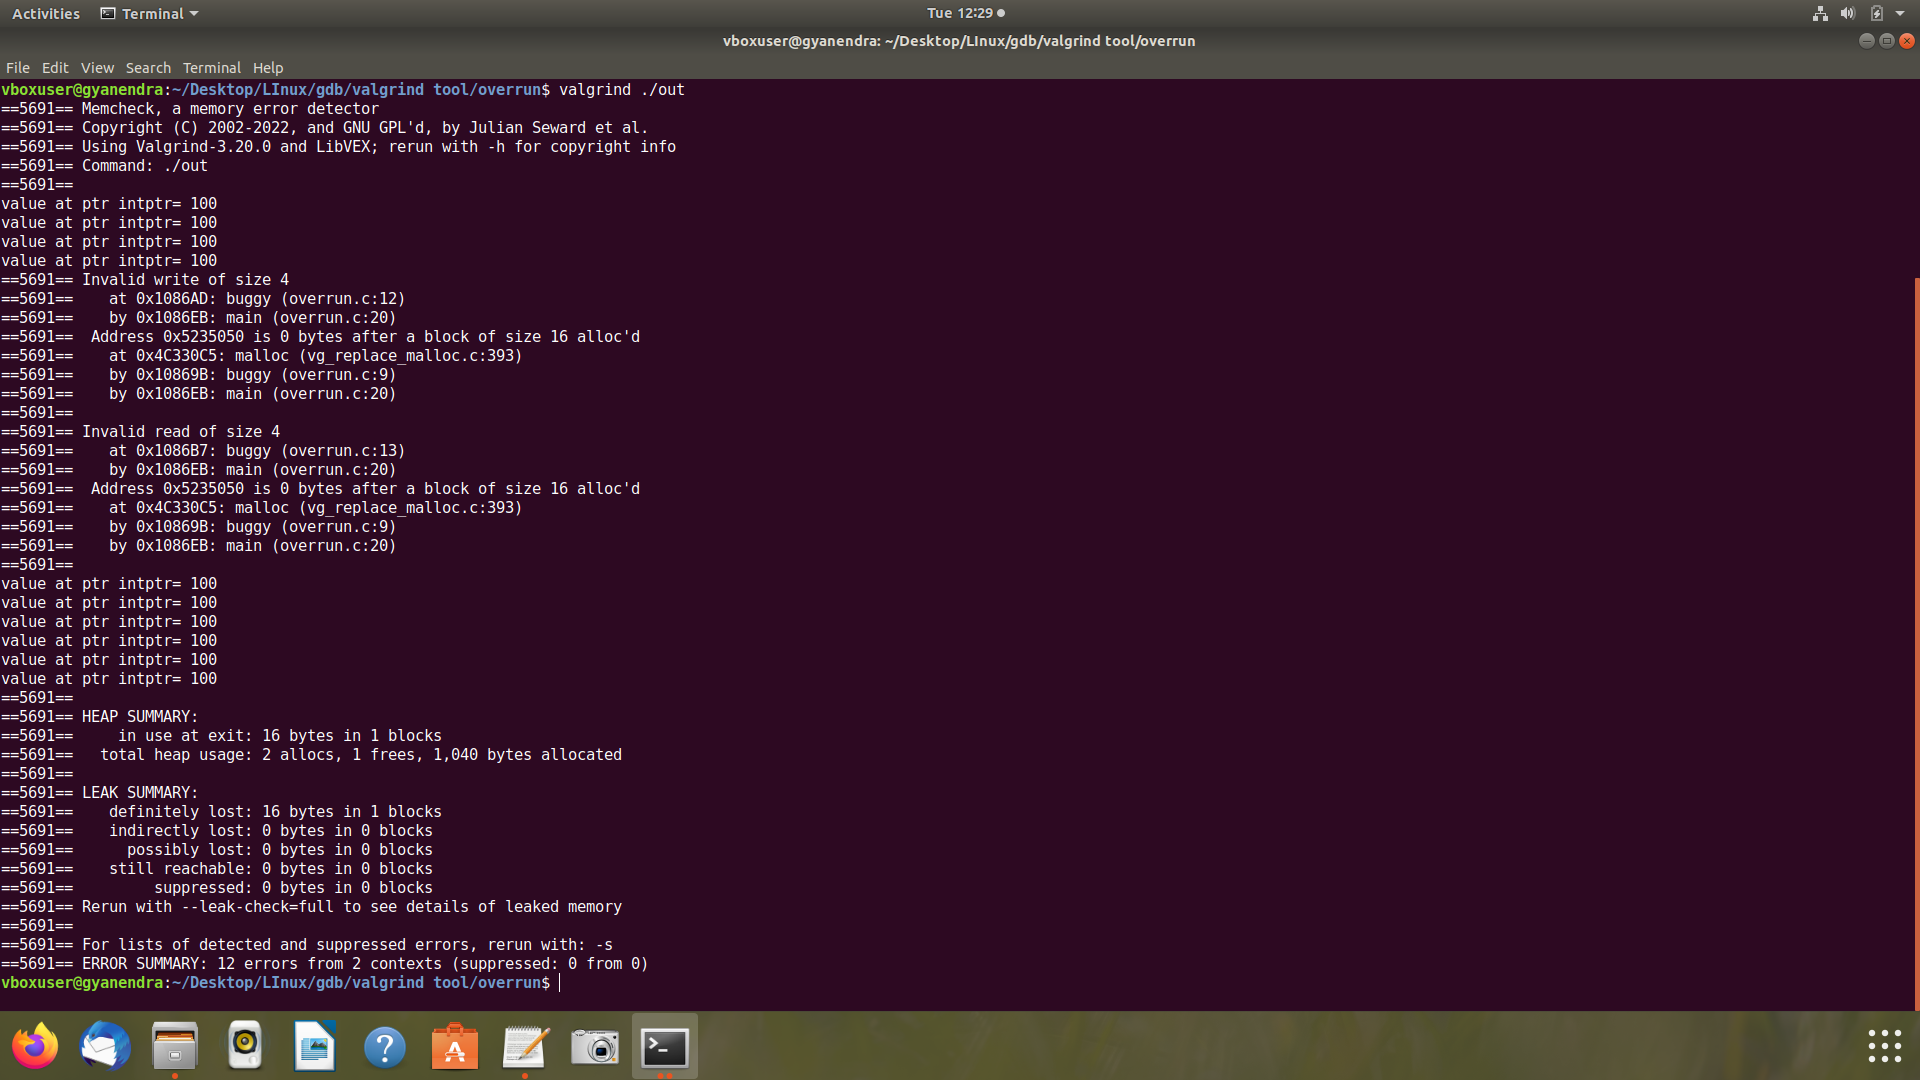 Activities Terminal Tue 12:29
vboxuser@gyanendra: ~/Desktop/LInux/gdb/valgrind tool/overrun
File Edit View Search Terminal Help
vboxuser@gyanendra:~/Desktop/LInux/gdb/valgrind tool/overrun$ valgrind ./out
==5691== Memcheck, a memory error detector
==5691== Copyright (C) 2002-2022, and GNU GPL'd, by Julian Seward et al.
==5691== Using Valgrind-3.20.0 and LibVEX; rerun with -h for copyright info
==5691== Command: ./out
==5691==
value at ptr intptr= 100
value at ptr intptr= 100
value at ptr intptr= 100
value at ptr intptr= 100
==5691== Invalid write of size 4
==5691==    at 0x1086AD: buggy (overrun.c:12)
==5691==    by 0x1086EB: main (overrun.c:20)
==5691==  Address 0x5235050 is 0 bytes after a block of size 16 alloc'd
==5691==    at 0x4C330C5: malloc (vg_replace_malloc.c:393)
==5691==    by 0x10869B: buggy (overrun.c:9)
==5691==    by 0x1086EB: main (overrun.c:20)
==5691==
==5691== Invalid read of size 4
==5691==    at 0x1086B7: buggy (overrun.c:13)
==5691==    by 0x1086EB: main (overrun.c:20)
==5691==  Address 0x5235050 is 0 bytes after a block of size 16 alloc'd
==5691==    at 0x4C330C5: malloc (vg_replace_malloc.c:393)
==5691==    by 0x10869B: buggy (overrun.c:9)
==5691==    by 0x1086EB: main (overrun.c:20)
==5691==
value at ptr intptr= 100
value at ptr intptr= 100
value at ptr intptr= 100
value at ptr intptr= 100
value at ptr intptr= 100
value at ptr intptr= 100
==5691==
==5691== HEAP SUMMARY:
==5691==     in use at exit: 16 bytes in 1 blocks
==5691==   total heap usage: 2 allocs, 1 frees, 1,040 bytes allocated
==5691==
==5691== LEAK SUMMARY:
==5691==    definitely lost: 16 bytes in 1 blocks
==5691==    indirectly lost: 0 bytes in 0 blocks
==5691==      possibly lost: 0 bytes in 0 blocks
==5691==    still reachable: 0 bytes in 0 blocks
==5691==         suppressed: 0 bytes in 0 blocks
==5691== Rerun with --leak-check=full to see details of leaked memory
==5691==
==5691== For lists of detected and suppressed errors, rerun with: -s
==5691== ERROR SUMMARY: 12 errors from 2 contexts (suppressed: 0 from 0)
vboxuser@gyanendra:~/Desktop/LInux/gdb/valgrind tool/overrun$